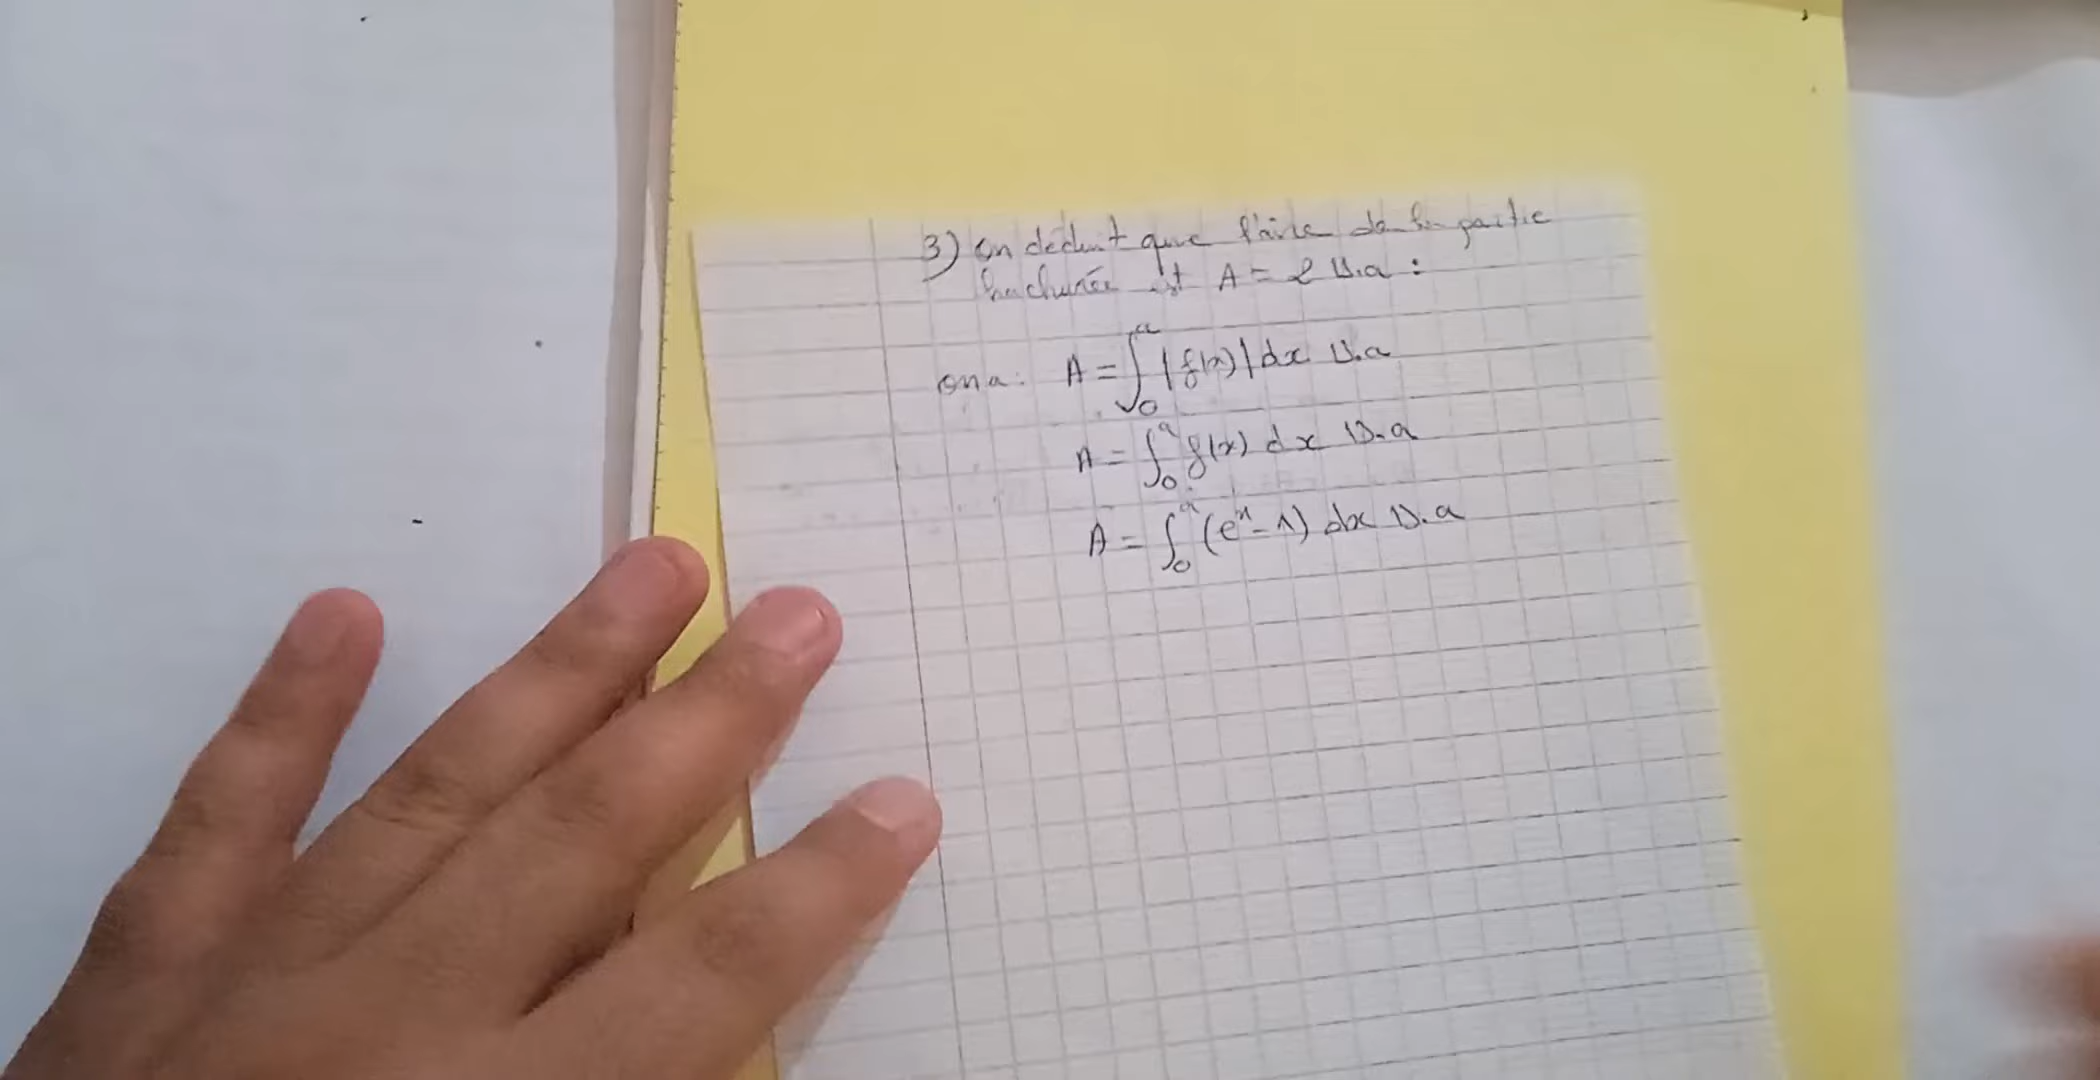 3) on déduit que l'aire de la partie
hachurée est A = 2 U.a :
on a : A = ∫₀ᵃ |f(x)| dx U.a
A = ∫₀ᵃ f(x) dx U.a
A = ∫₀ᵃ (eˣ - 1) dx U.a